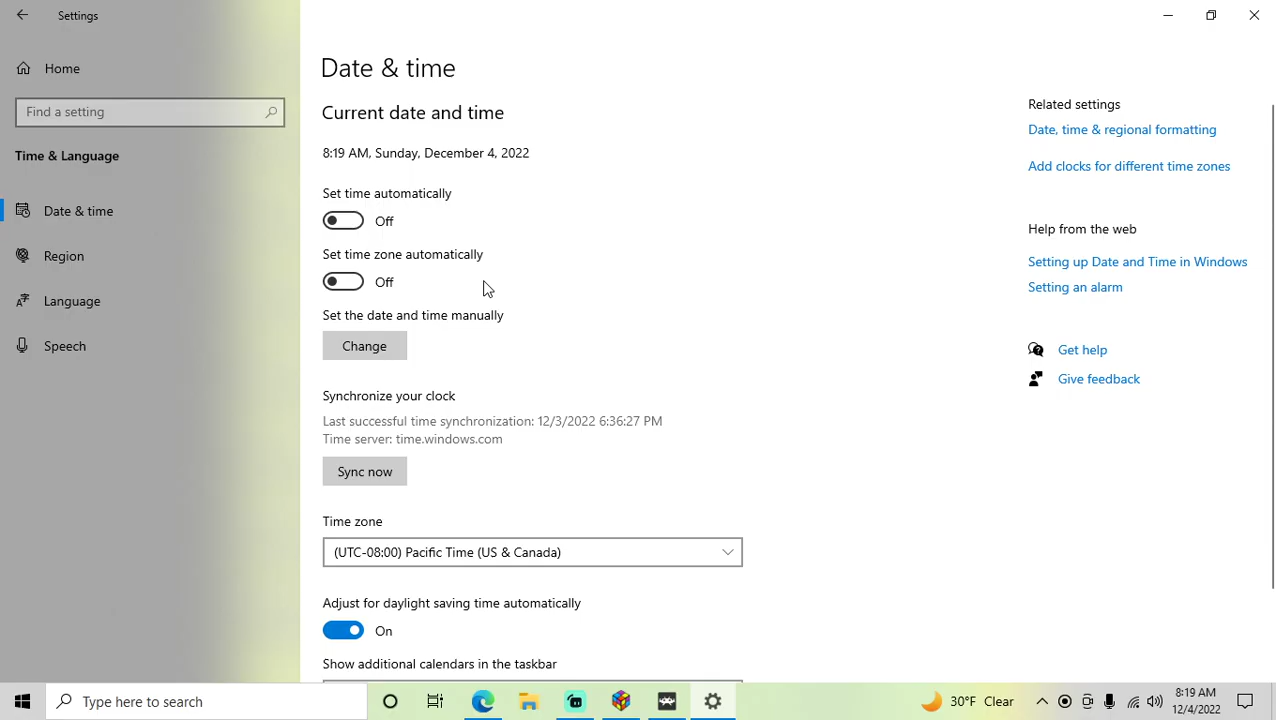 Settings
Home
Find a setting
Time & Language
Date & time
Region
Language
Speech
Date & time
Current date and time
8:19 AM, Sunday, December 4, 2022
Set time automatically
Off
Set time zone automatically
Off
Set the date and time manually
Change
Synchronize your clock
Last successful time synchronization: 12/3/2022 6:36:27 PM
Time server: time.windows.com
Sync now
Time zone
(UTC-08:00) Pacific Time (US & Canada)
Adjust for daylight saving time automatically
On
Show additional calendars in the taskbar
Related settings
Date, time & regional formatting
Add clocks for different time zones
Help from the web
Setting up Date and Time in Windows
Setting an alarm
Get help
Give feedback
Type here to search
30°F Clear
8:19 AM
12/4/2022